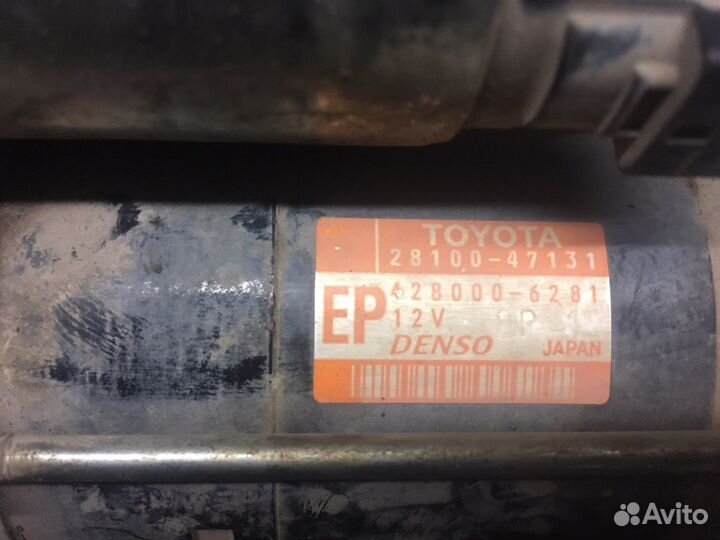 TOYOTA
28100-47131
EP
428000-6281
12V P
DENSO JAPAN
Avito